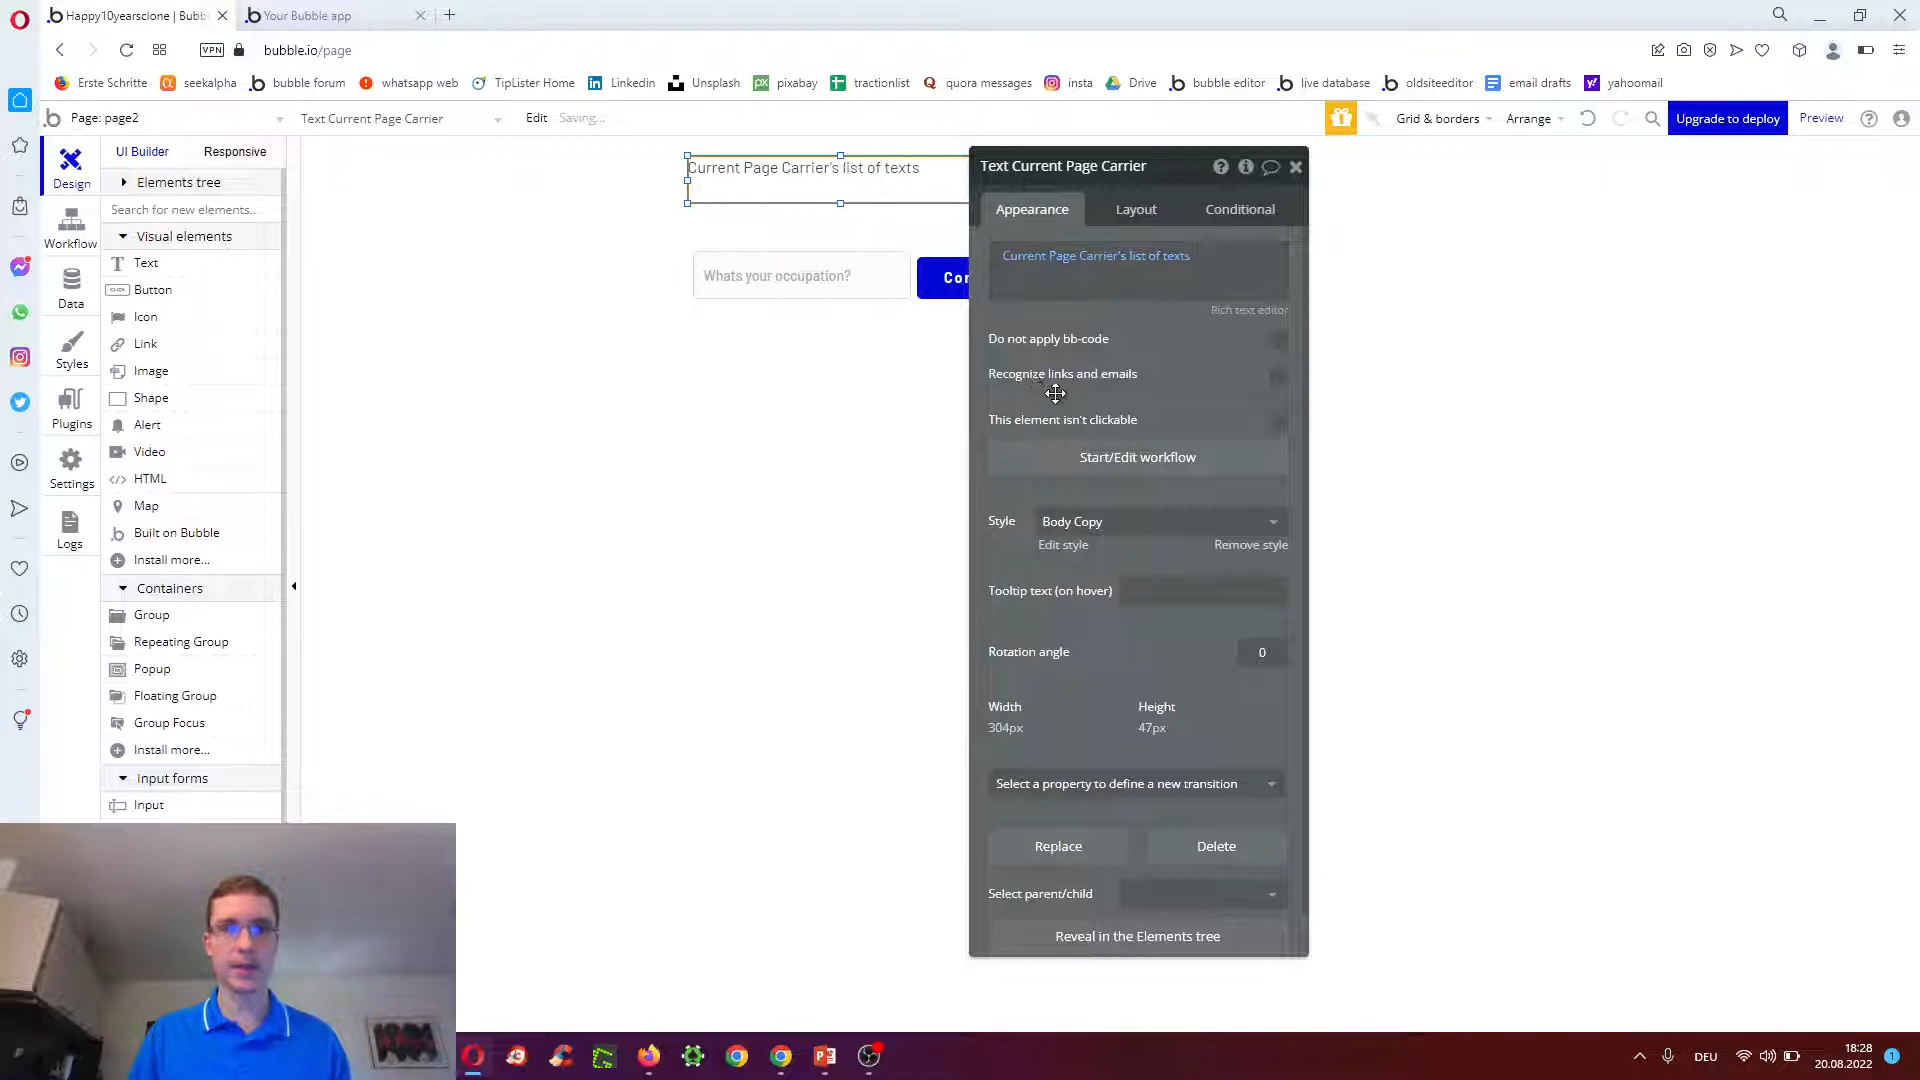 Happy10yearsclone | Bubb
Your Bubble app
VPN
bubble.io/page
Erste Schritte
seekalpha
bubble forum
whatsapp web
TipLister Home
Linkedin
Unsplash
pixabay
tractionlist
quora messages
insta
Drive
bubble editor
live database
oldsiteeditor
email drafts
yahoomail
Page: page2
Text Current Page Carrier
Edit
Saving...
Grid & borders
Arrange
Upgrade to deploy
Preview
Design
Workflow
Data
Styles
Plugins
Settings
Logs
UI Builder
Responsive
Elements tree
Search for new elements...
Visual elements
Text
CLICK
Button
Icon
Link
Image
Shape
Alert
Video
HTML
Map
Built on Bubble
Install more...
Containers
Group
Repeating Group
Popup
Floating Group
Group Focus
Install more...
Input forms
Input
Current Page Carrier's list of texts
Whats your occupation?
Con
Text Current Page Carrier
Appearance
Layout
Conditional
Current Page Carrier's list of texts
Rich text editor
Do not apply bb-code
Recognize links and emails
This element isn't clickable
Start/Edit workflow
Style
Body Copy
Edit style
Remove style
Tooltip text (on hover)
Rotation angle
0
Width
Height
304px
47px
Select a property to define a new transition
Replace
Delete
Select parent/child
Reveal in the Elements tree
DEU
18:28
20.08.2022
1